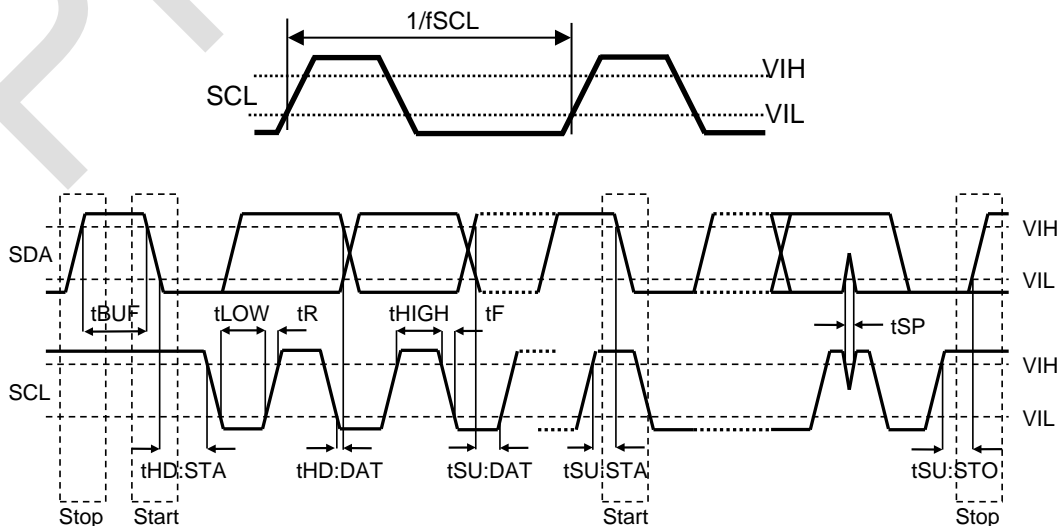 1/fSCL
VIH
SCL
VIL
VIH
SDA
VIL
tBUF tLOW tR tHIGH tF
tSP
VIH
SCL
VIL
tHD:STA tHD:DAT tSU:DAT tSU:STA tSU:STO
Stop Start Start Stop